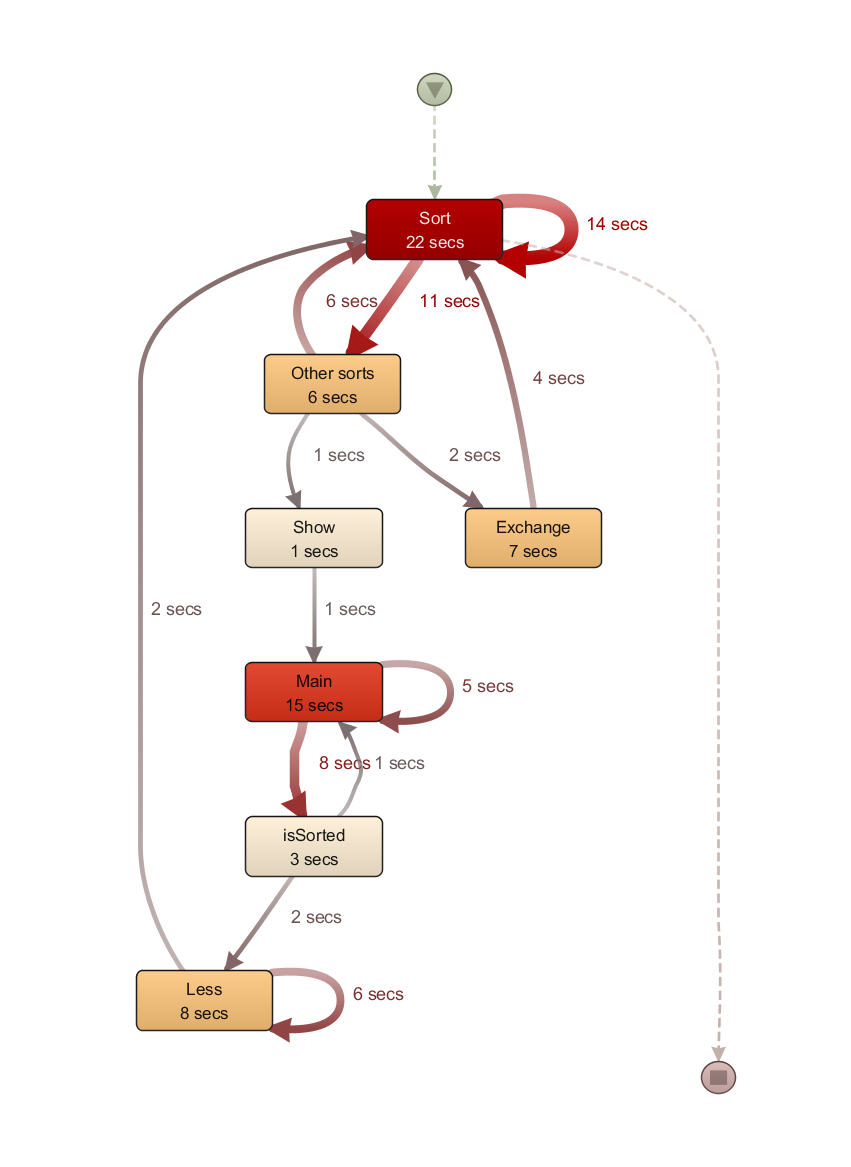 Sort
22 secs
14 secs
6 secs
11 secs
Other sorts
6 secs
4 secs
1 secs
2 secs
Show
1 secs
Exchange
7 secs
2 secs
1 secs
Main
15 secs
5 secs
8 secs
1 secs
isSorted
3 secs
2 secs
Less
8 secs
6 secs